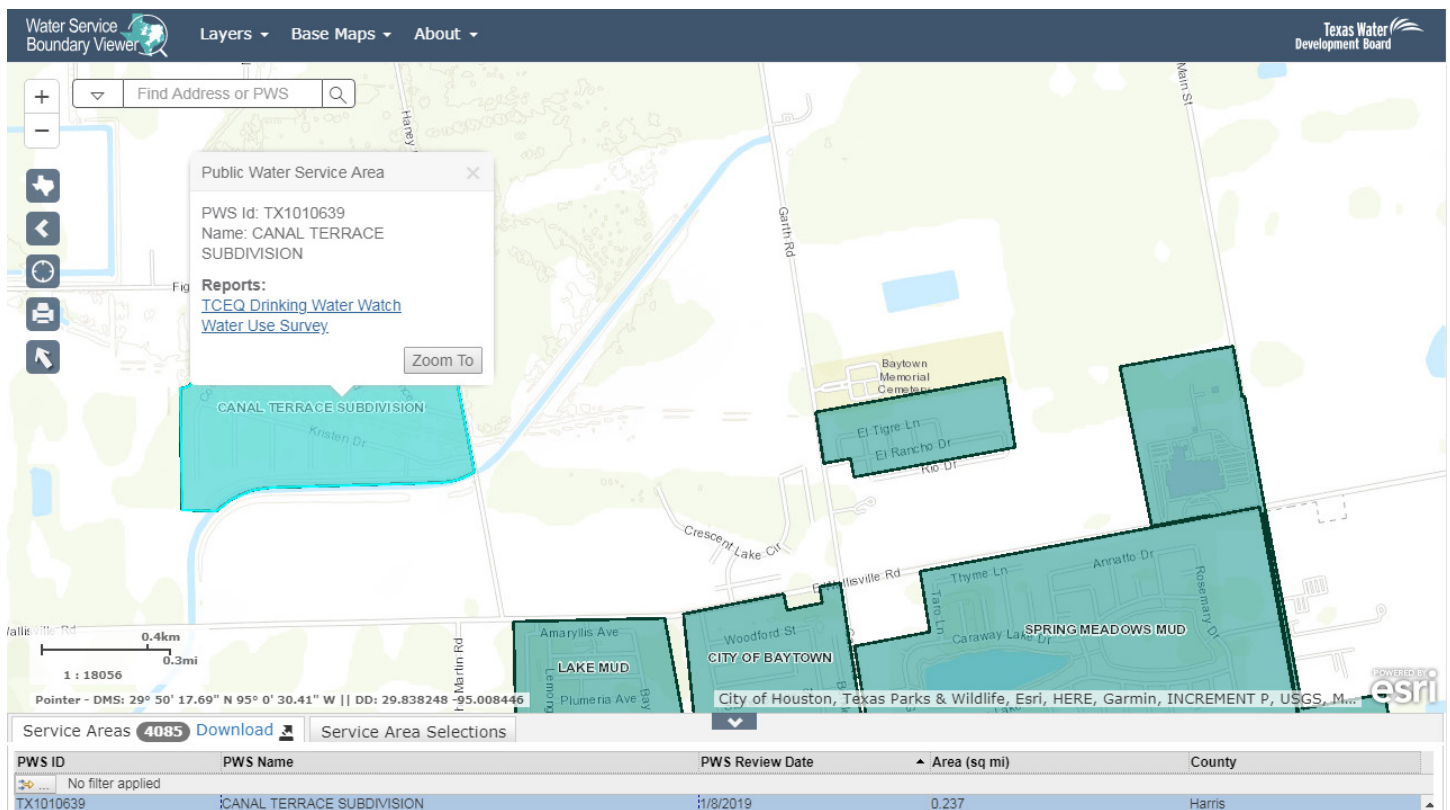 Water Service
Boundary Viewer
Layers
Base Maps
About
Texas Water
Development Board
Find Address or PWS
Main St
Haney
Public Water Service Area
PWS Id: TX1010639
Name: CANAL TERRACE
SUBDIVISION
Garth Rd
Fig
Reports:
TCEQ Drinking Water Watch
Water Use Survey
Zoom To
Baytown
Memorial
Cemetery
CANAL TERRACE SUBDIVISION
Kristen Dr
El Tigre Ln
El Rancho Dr
Rio Dr
Crescent Lake Cir
Annatto Dr
Thyme Ln
Rosemary Dr
Taro Ln
Wallisville Rd
0.4km
0.3mi
1 : 18056
Martin Rd
Amaryllis Ave
Woodford St
Caraway Lake Dr
SPRING MEADOWS MUD
LAKE MUD
CITY OF BAYTOWN
Plumeria Ave
POWERED BY
esri
Pointer - DMS: 29° 50' 17.69" N 95° 0' 30.41" W || DD: 29.838248 -95.008446
City of Houston, Texas Parks & Wildlife, Esri, HERE, Garmin, INCREMENT P, USGS, M...
Service Areas 4085 Download
Service Area Selections
PWS ID PWS Name PWS Review Date Area (sq mi) County
... No filter applied
TX1010639 CANAL TERRACE SUBDIVISION 1/8/2019 0.237 Harris